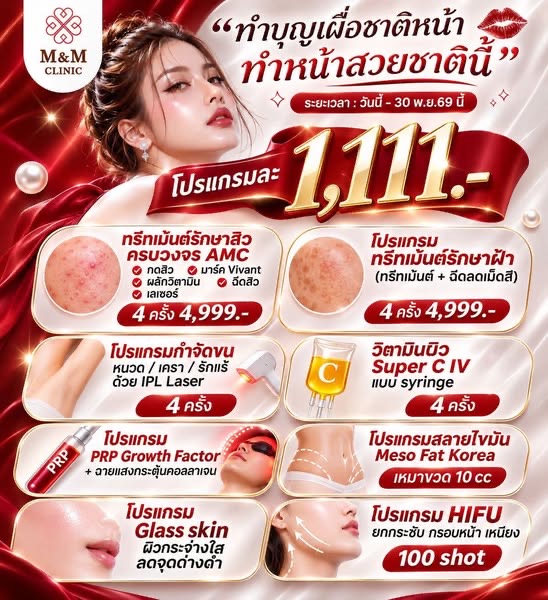 M&M
CLINIC
“ทำบุญเผื่อชาติหน้า
ทำหน้าสวยชาตินี้”
ระยะเวลา : วันนี้ - 30 พ.ย.69 นี้
โปรแกรมละ 1,111.-
ทรีทเม้นต์รักษาสิว
ครบวงจร AMC
กดสิว มาร์ค Vivant
ผลักวิตามิน ฉีดสิว
เลเซอร์
4 ครั้ง 4,999.-
โปรแกรม
ทรีทเม้นต์รักษาฝ้า
(ทรีทเม้นต์ + ฉีดลดเม็ดสี)
4 ครั้ง 4,999.-
โปรแกรมกำจัดขน
หนวด / เครา / รักแร้
ด้วย IPL Laser
4 ครั้ง
C
วิตามินผิว
Super C IV
แบบ syringe
4 ครั้ง
PRP
โปรแกรม
PRP Growth Factor
+ ฉายแสงกระตุ้นคอลลาเจน
โปรแกรมสลายไขมัน
Meso Fat Korea
เหมาขวด 10 cc
โปรแกรม
Glass skin
ผิวกระจ่างใส
ลดจุดด่างดำ
โปรแกรม HIFU
ยกกระชับ กรอบหน้า เหนียง
100 shot